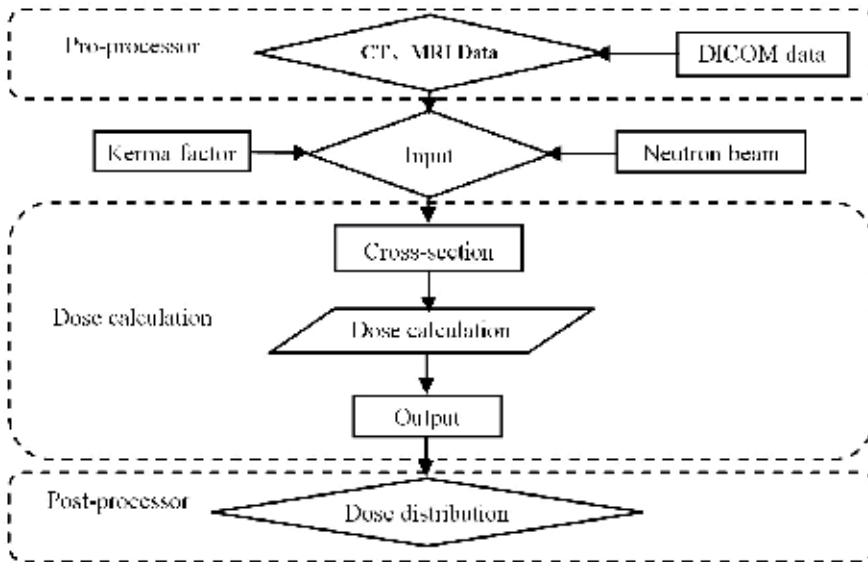 Pro-processor
CT、MRI Data
DICOM data
Kerma factor
Input
Neutron beam
Cross-section
Dose calculation
Dose calculation
Output
Post-processor
Dose distribution